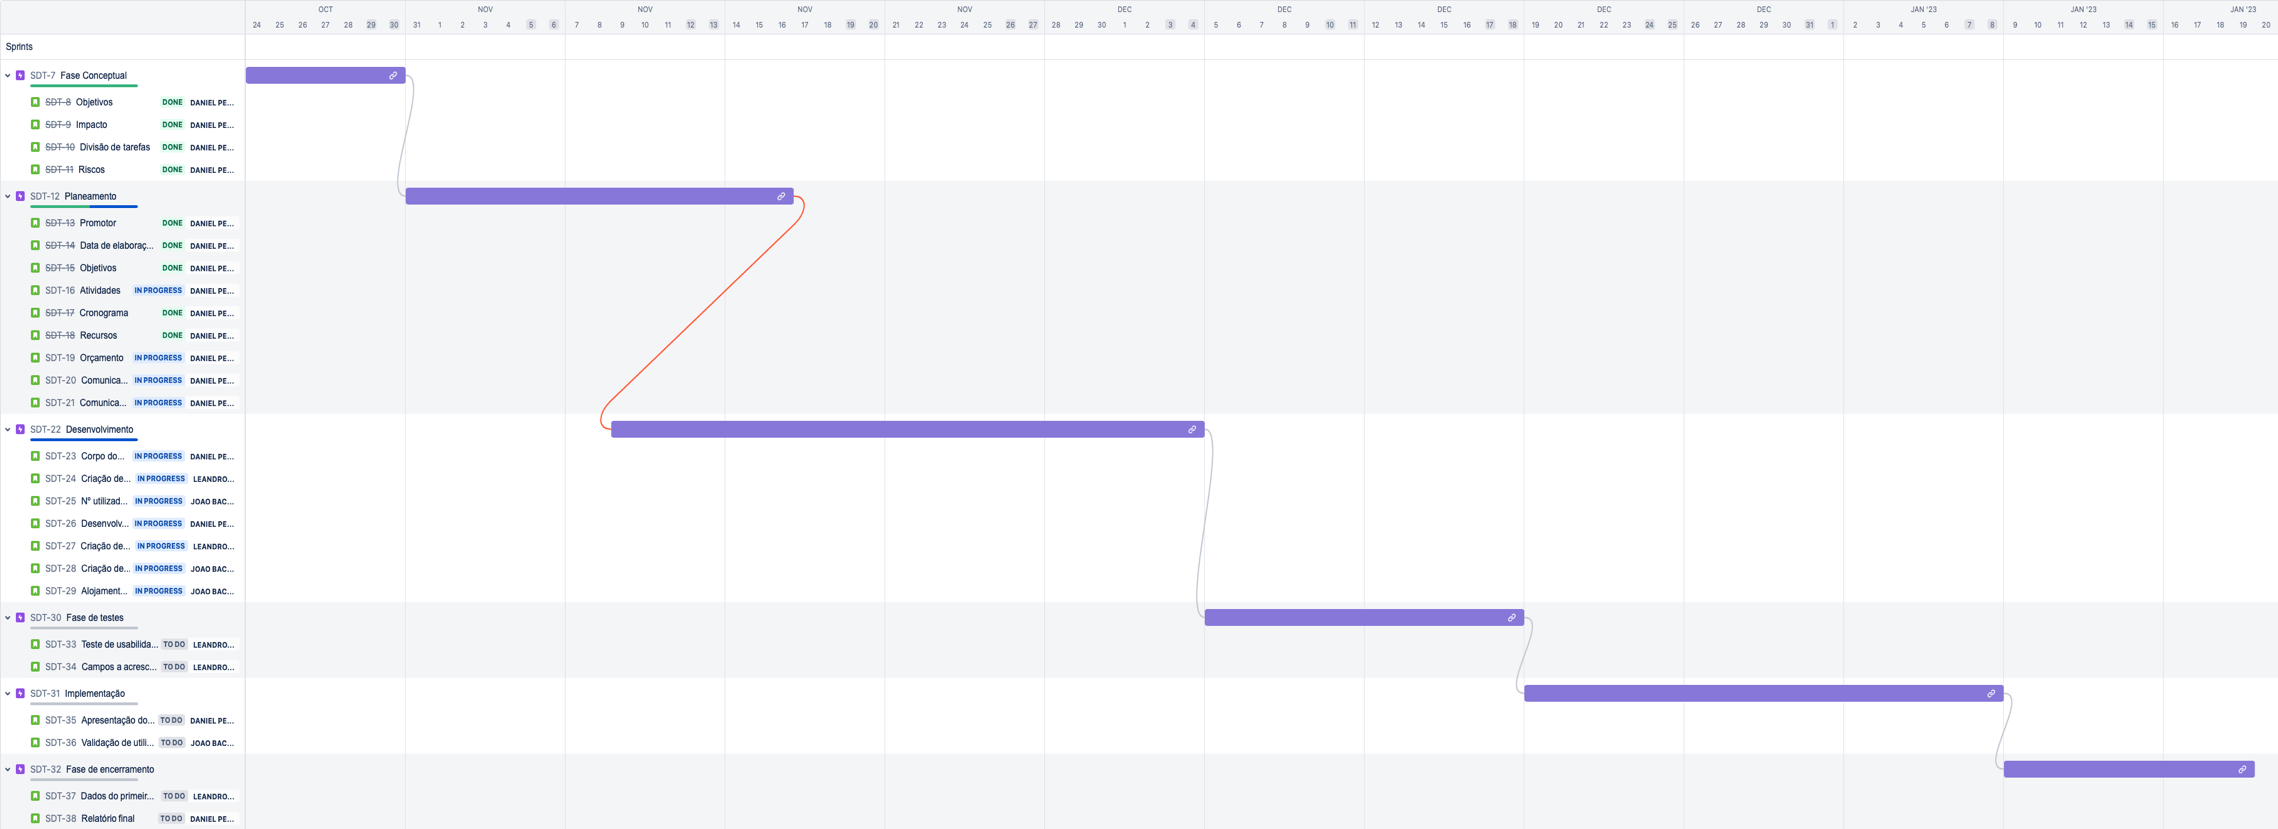 OCT NOV NOV NOV NOV DEC DEC DEC DEC DEC JAN '23 JAN '23 JAN '23
24 25 26 27 28 29 30 31 1 2 3 4 5 6 7 8 9 10 11 12 13 14 15 16 17 18 19 20 21 22 23 24 25 26 27 28 29 30 1 2 3 4 5 6 7 8 9 10 11 12 13 14 15 16 17 18 19 20 21 22 23 24 25 26 27 28 29 30 31 1 2 3 4 5 6 7 8 9 10 11 12 13 14 15 16 17 18 19 20
Sprints
SDT-7 Fase Conceptual
SDT-8 Objetivos DONE DANIEL PE...
SDT-9 Impacto DONE DANIEL PE...
SDT-10 Divisão de tarefas DONE DANIEL PE...
SDT-11 Riscos DONE DANIEL PE...
SDT-12 Planeamento
SDT-13 Promotor DONE DANIEL PE...
SDT-14 Data de elaboraç... DONE DANIEL PE...
SDT-15 Objetivos DONE DANIEL PE...
SDT-16 Atividades IN PROGRESS DANIEL PE...
SDT-17 Cronograma DONE DANIEL PE...
SDT-18 Recursos DONE DANIEL PE...
SDT-19 Orçamento IN PROGRESS DANIEL PE...
SDT-20 Comunica... IN PROGRESS DANIEL PE...
SDT-21 Comunica... IN PROGRESS DANIEL PE...
SDT-22 Desenvolvimento
SDT-23 Corpo do... IN PROGRESS DANIEL PE...
SDT-24 Criação de... IN PROGRESS LEANDRO...
SDT-25 Nº utilizad... IN PROGRESS JOAO BAC...
SDT-26 Desenvolv... IN PROGRESS DANIEL PE...
SDT-27 Criação de... IN PROGRESS LEANDRO...
SDT-28 Criação de... IN PROGRESS JOAO BAC...
SDT-29 Alojament... IN PROGRESS JOAO BAC...
SDT-30 Fase de testes
SDT-33 Teste de usabilida... TO DO LEANDRO...
SDT-34 Campos a acresc... TO DO LEANDRO...
SDT-31 Implementação
SDT-35 Apresentação do... TO DO DANIEL PE...
SDT-36 Validação de utili... TO DO JOAO BAC...
SDT-32 Fase de encerramento
SDT-37 Dados do primeir... TO DO LEANDRO...
SDT-38 Relatório final TO DO DANIEL PE...